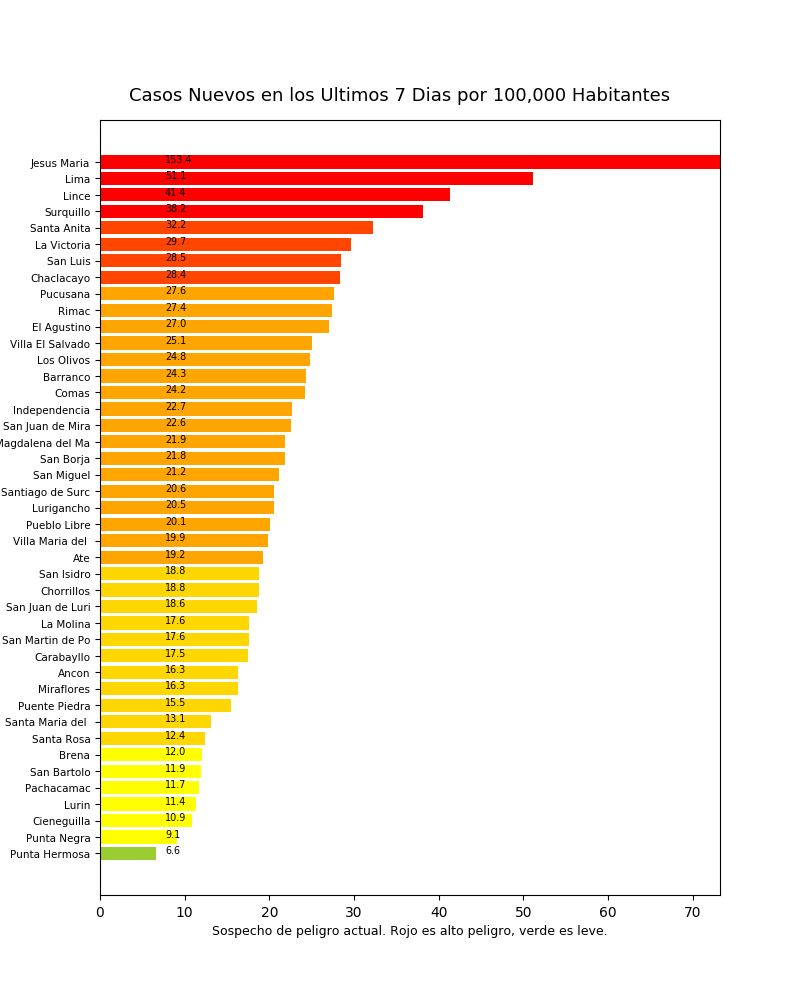 Casos Nuevos en los Ultimos 7 Dias por 100,000 Habitantes
Jesus Maria 153.4
Lima 51.1
Lince 41.4
Surquillo 38.2
Santa Anita 32.2
La Victoria 29.7
San Luis 28.5
Chaclacayo 28.4
Pucusana 27.6
Rimac 27.4
El Agustino 27.0
Villa El Salvado 25.1
Los Olivos 24.8
Barranco 24.3
Comas 24.2
Independencia 22.7
San Juan de Mira 22.6
Magdalena del Ma 21.9
San Borja 21.8
San Miguel 21.2
Santiago de Surc 20.6
Lurigancho 20.5
Pueblo Libre 20.1
Villa Maria del 19.9
Ate 19.2
San Isidro 18.8
Chorrillos 18.8
San Juan de Luri 18.6
La Molina 17.6
San Martin de Po 17.6
Carabayllo 17.5
Ancon 16.3
Miraflores 16.3
Puente Piedra 15.5
Santa Maria del 13.1
Santa Rosa 12.4
Brena 12.0
San Bartolo 11.9
Pachacamac 11.7
Lurin 11.4
Cieneguilla 10.9
Punta Negra 9.1
Punta Hermosa 6.6
0 10 20 30 40 50 60 70
Sospecho de peligro actual. Rojo es alto peligro, verde es leve.